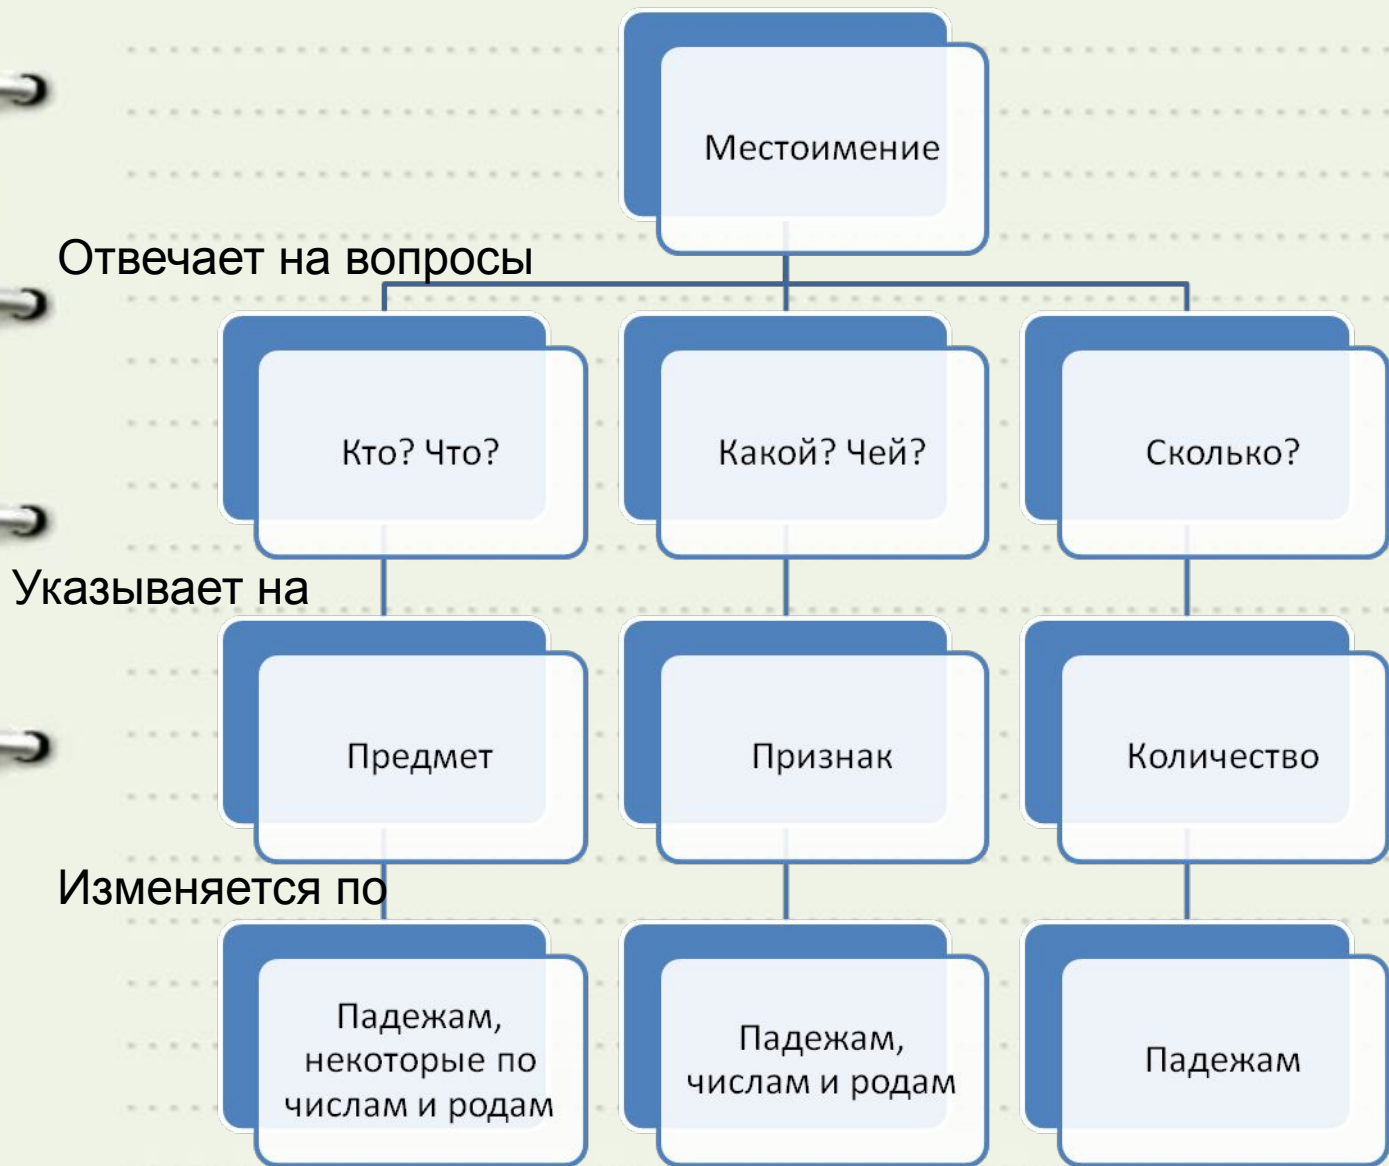 Местоимение
Отвечает на вопросы
Кто? Что?
Какой? Чей?
Сколько?
Указывает на
Предмет
Признак
Количество
Изменяется по
Падежам,
некоторые по
числам и родам
Падежам,
числам и родам
Падежам